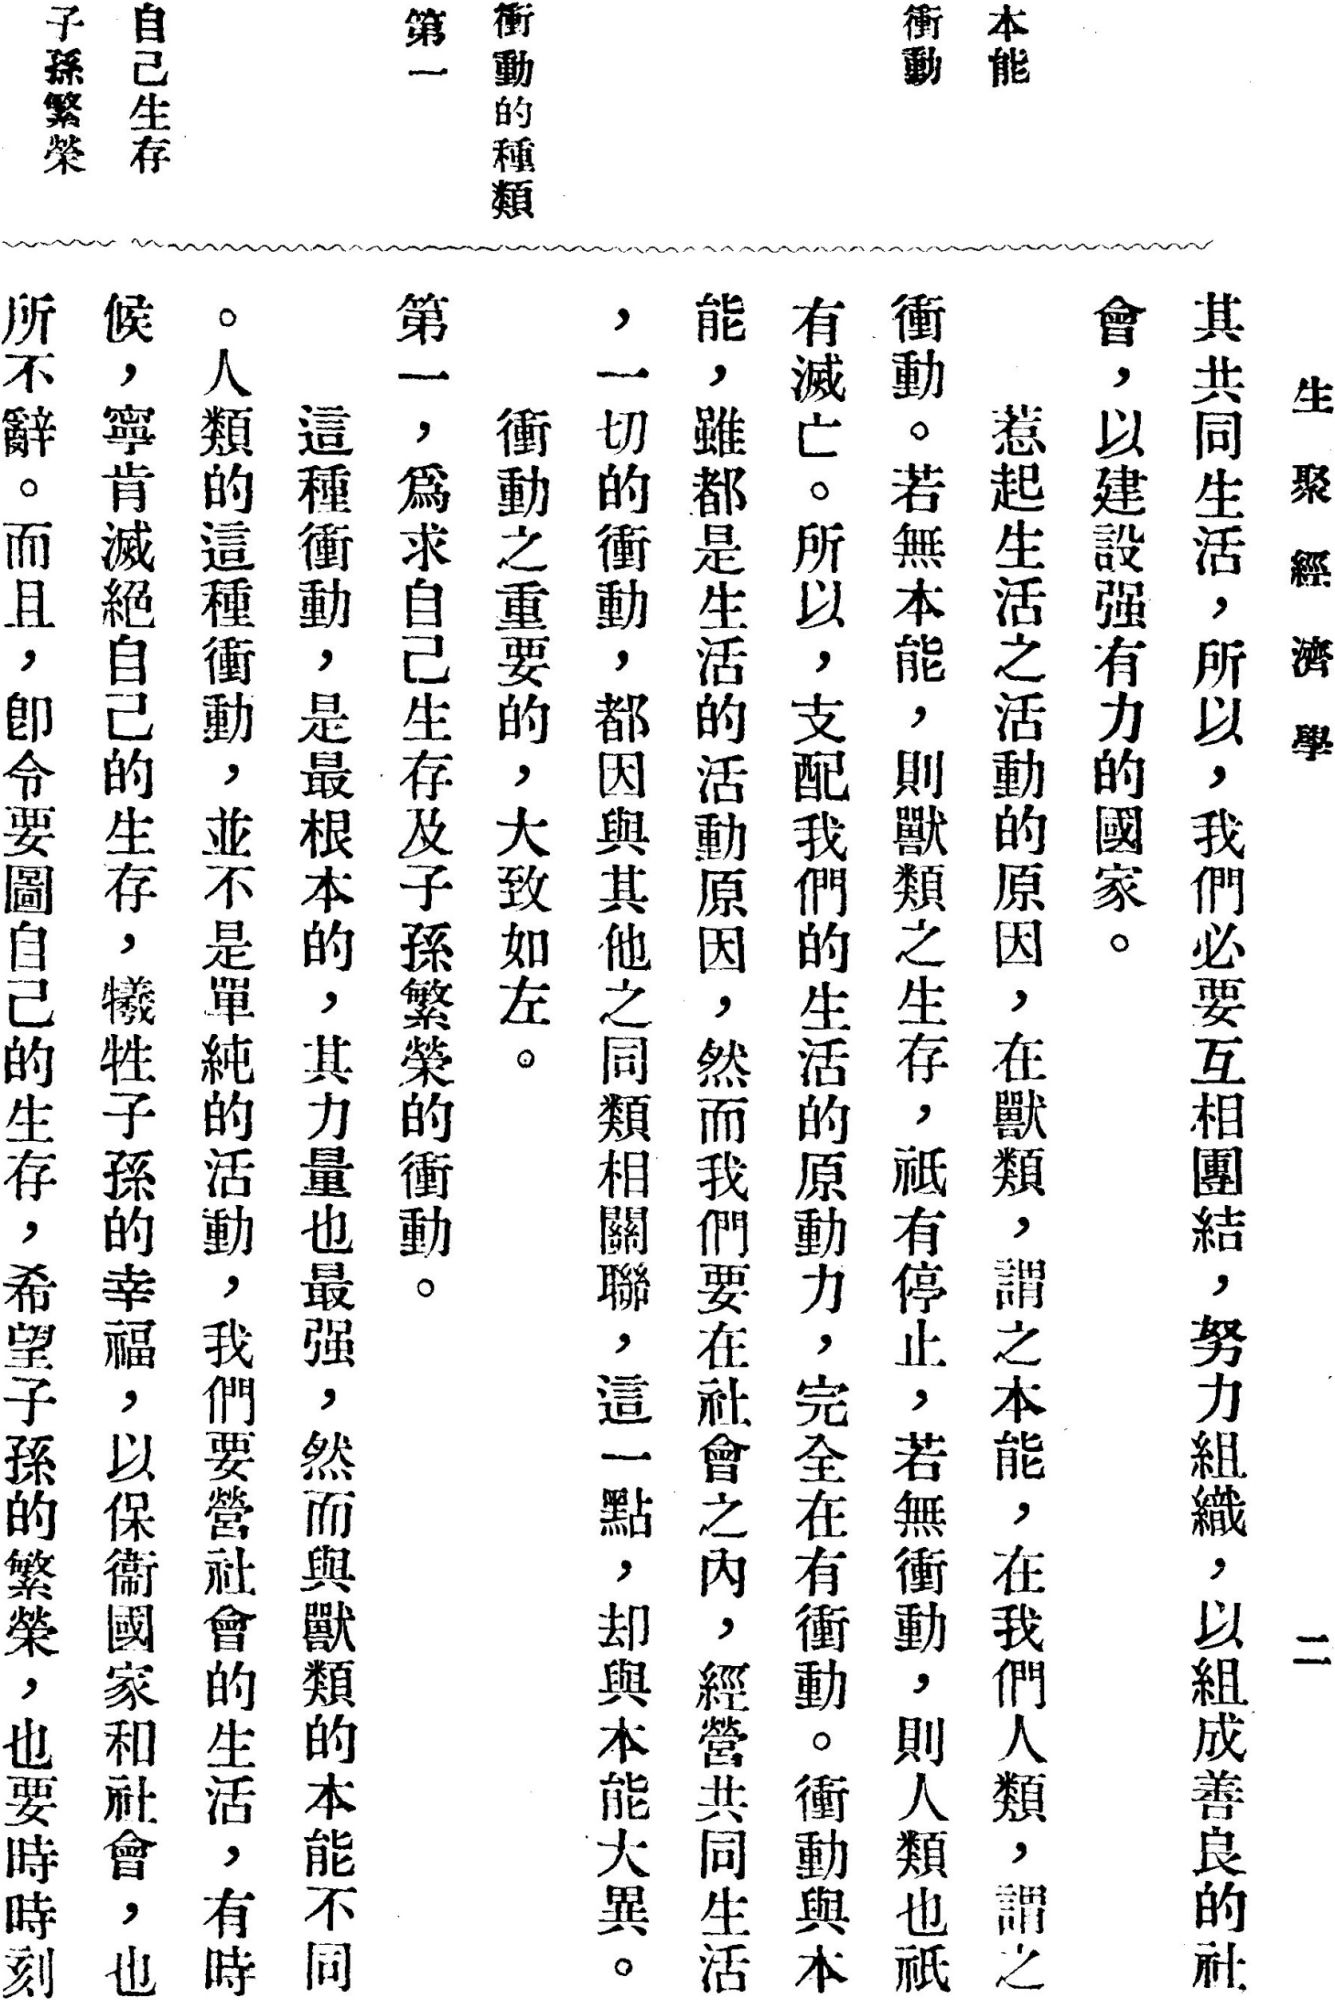 生聚經濟學
二
其共同生活，所以，我們必要互相團結，努力組織，以組成善良的社
會，以建設强有力的國家。
本能
惹起生活之活動的原因，在獸類，謂之本能，在我們人類，謂之
衝動
衝動。若無本能，則獸類之生存，祇有停止，若無衝動，則人類也祇
有滅亡。所以，支配我們的生活的原動力，完全在有衝動。衝動與本
能，雖都是生活的活動原因，然而我們要在社會之內，經營共同生活
，一切的衝動，都因與其他之同類相關聯，這一點，却與本能大異。
衝動的種類
衝動之重要的，大致如左。
第一
第一，爲求自己生存及子孫繁榮的衝動。
這種衝動，是最根本的，其力量也最强，然而與獸類的本能不同
。人類的這種衝動，並不是單純的活動，我們要營社會的生活，有時
自己生存
候，寧肯滅絕自己的生存，犧牲子孫的幸福，以保衞國家和社會，也
子孫繁榮
所不辭。而且，卽令要圖自己的生存，希望子孫的繁榮，也要時時刻